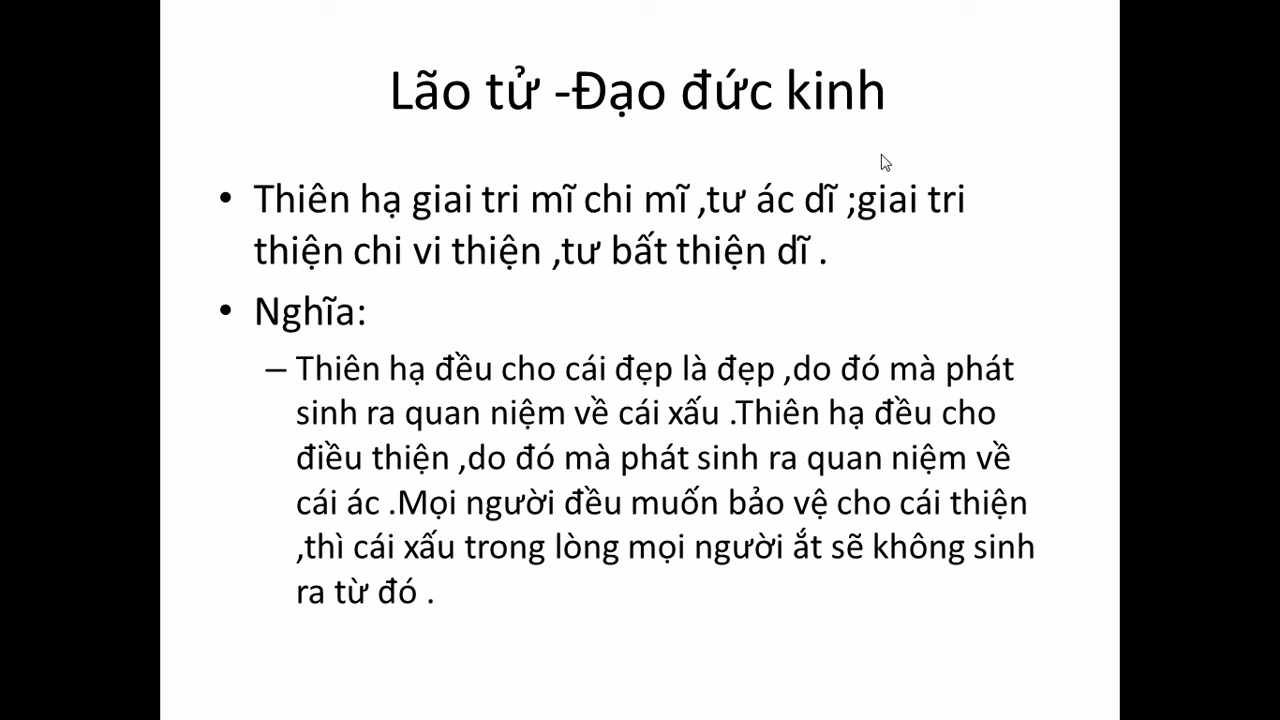 Lão tử -Đạo đức kinh
• Thiên hạ giai tri mĩ chi mĩ ,tư ác dĩ ;giai tri
thiện chi vi thiện ,tư bất thiện dĩ .
• Nghĩa:
– Thiên hạ đều cho cái đẹp là đẹp ,do đó mà phát
sinh ra quan niệm về cái xấu .Thiên hạ đều cho
điều thiện ,do đó mà phát sinh ra quan niệm về
cái ác .Mọi người đều muốn bảo vệ cho cái thiện
,thì cái xấu trong lòng mọi người ắt sẽ không sinh
ra từ đó .